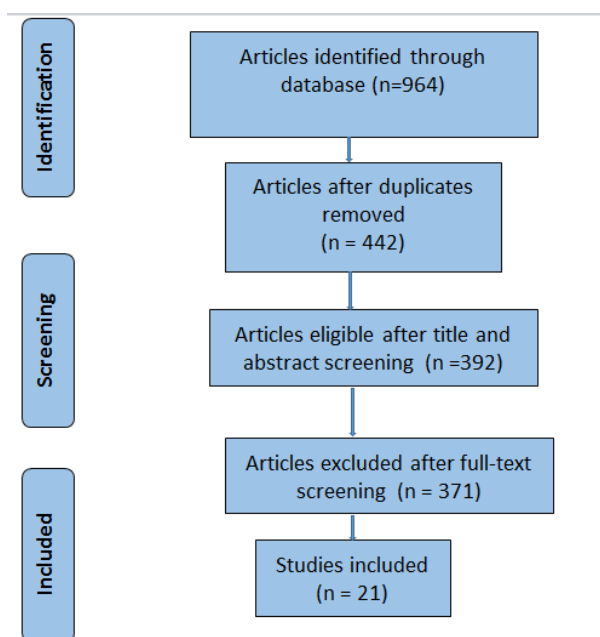 Identification
Articles identified through
database (n=964)
Articles after duplicates
removed
(n = 442)
Screening
Articles eligible after title and
abstract screening (n =392)
Articles excluded after full-text
screening (n = 371)
Included
Studies included
(n = 21)